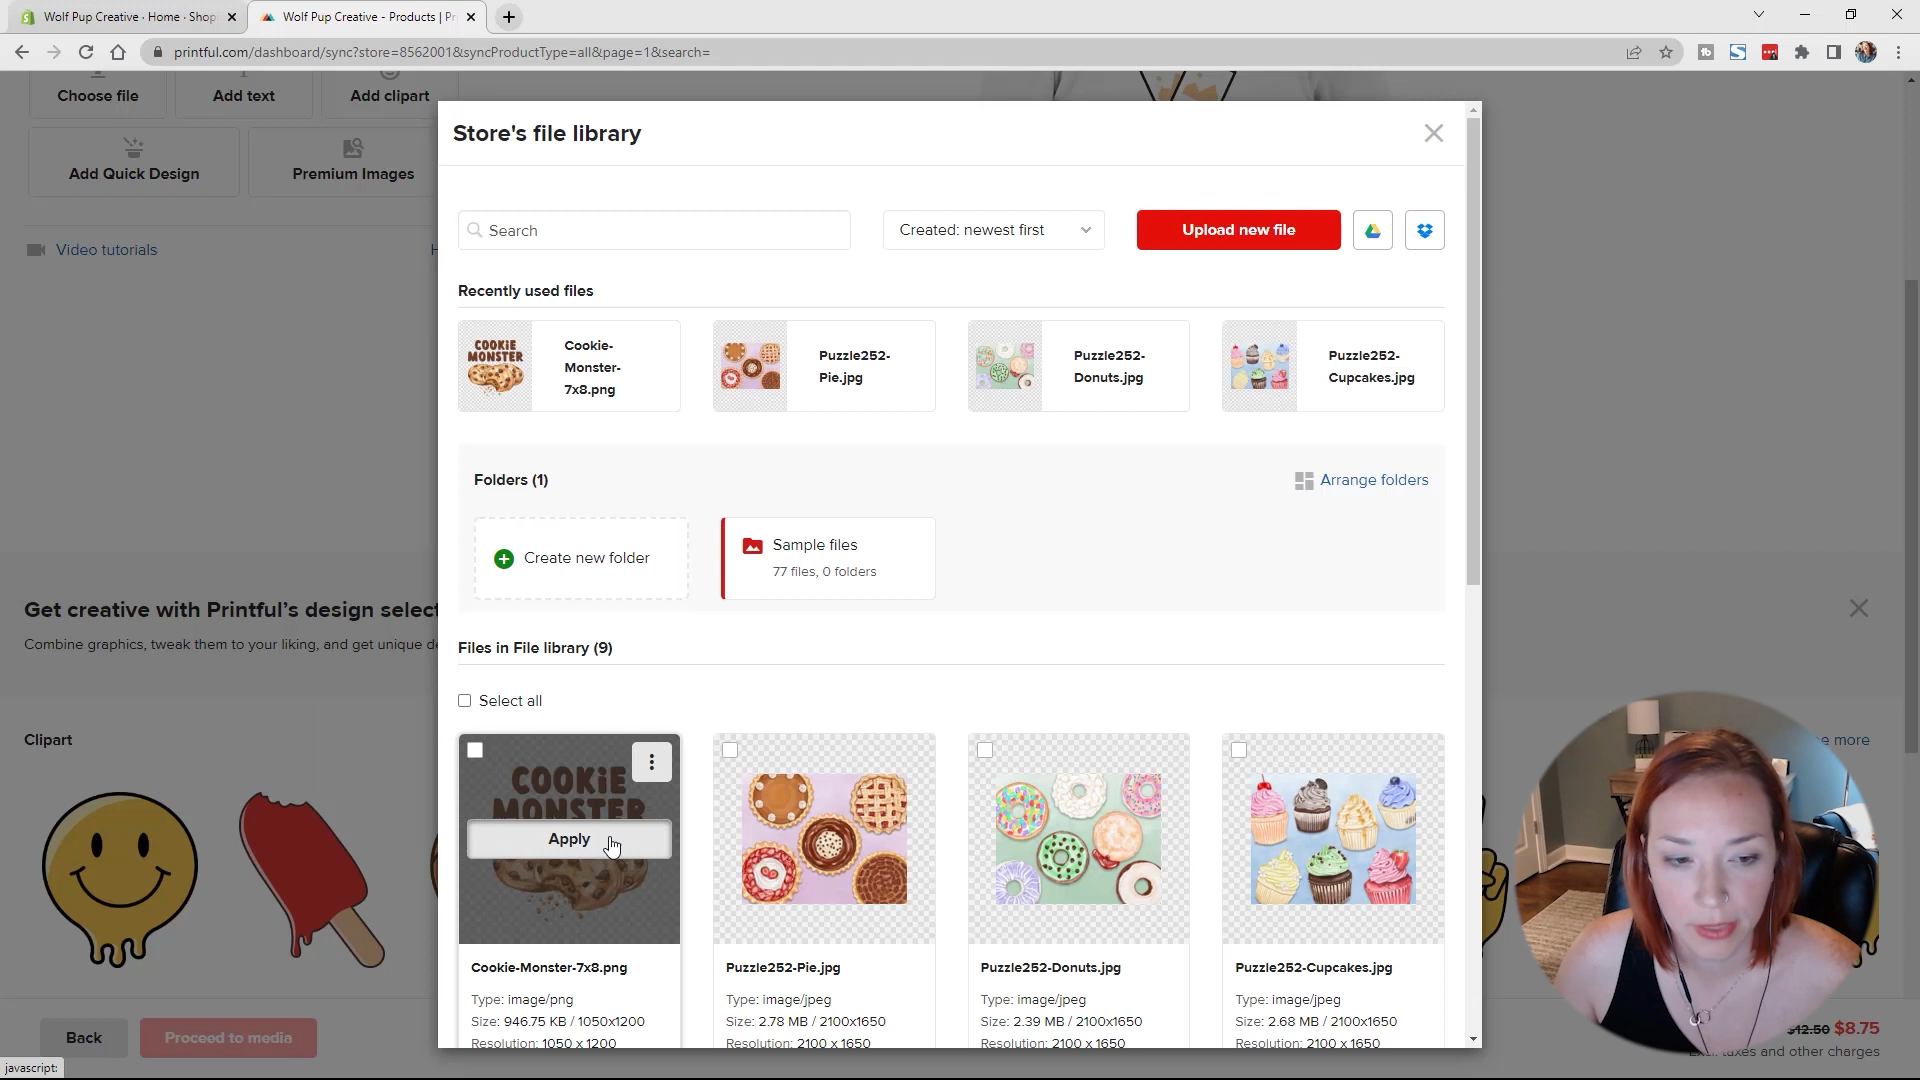 Wolf Pup Creative · Home · Shop
Wolf Pup Creative - Products | Pr
printful.com/dashboard/sync?store=8562001&syncProductType=all&page=1&search=
Choose file
Add text
Add clipart
Add Quick Design
Premium Images
Video tutorials
H
Get creative with Printful's design select
Combine graphics, tweak them to your liking, and get unique de
Clipart
e more
Store's file library
Search
Created: newest first
Upload new file
Recently used files
COOKIE
MONSTER
Cookie-
Monster-
7x8.png
Puzzle252-
Pie.jpg
Puzzle252-
Donuts.jpg
Puzzle252-
Cupcakes.jpg
Folders (1)
Arrange folders
Create new folder
Sample files
77 files, 0 folders
Files in File library (9)
Select all
COOKIE
MONSTER
Apply
Cookie-Monster-7x8.png
Type: image/png
Size: 946.75 KB / 1050x1200
Resolution: 1050 x 1200
Puzzle252-Pie.jpg
Type: image/jpeg
Size: 2.78 MB / 2100x1650
Resolution: 2100 x 1650
Puzzle252-Donuts.jpg
Type: image/jpeg
Size: 2.39 MB / 2100x1650
Resolution: 2100 x 1650
Puzzle252-Cupcakes.jpg
Type: image/jpeg
Size: 2.68 MB / 2100x1650
Resolution: 2100 x 1650
Back
Proceed to media
$12.50 $8.75
taxes and other charges
javascript: